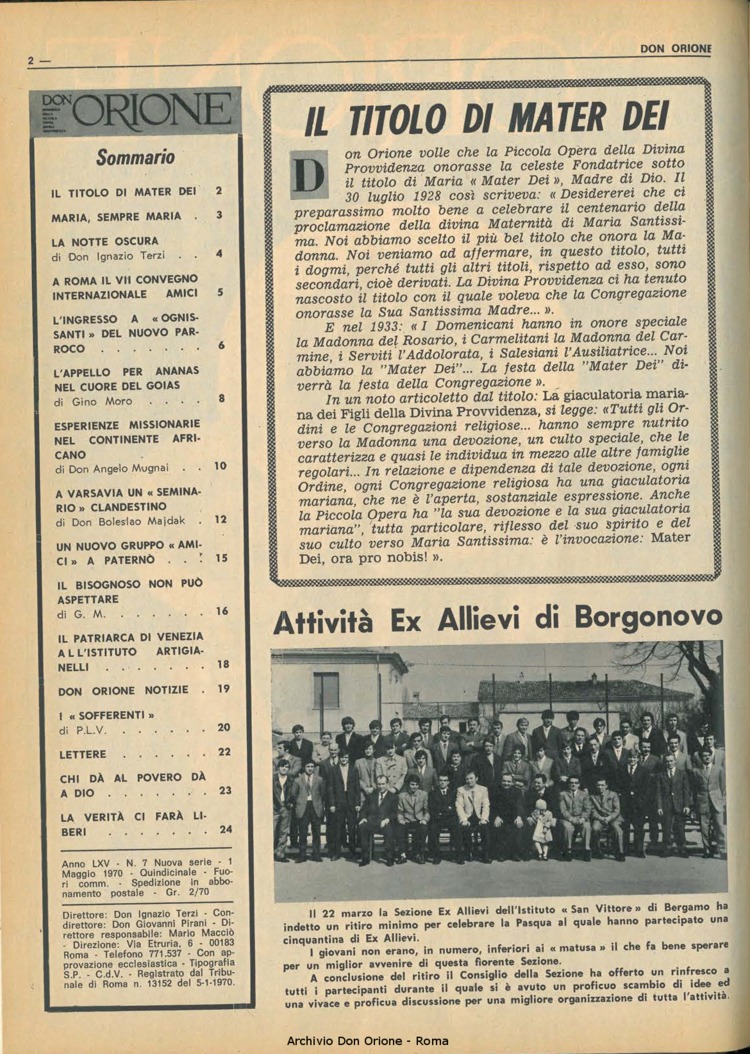 2 —
DON ORIONE
DON ORIONE
Sommario
IL TITOLO DI MATER DEI 2
MARIA, SEMPRE MARIA . 3
LA NOTTE OSCURA
di Don Ignazio Terzi . . 4
A ROMA IL VII CONVEGNO
INTERNAZIONALE AMICI 5
L'INGRESSO A « OGNIS-
SANTI » DEL NUOVO PAR-
ROCO . . . . . . . 6
L'APPELLO PER ANANAS
NEL CUORE DEL GOIAS
di Gino Moro . . . . 8
ESPERIENZE MISSIONARIE
NEL CONTINENTE AFRI-
CANO
di Don Angelo Mugnai . . 10
A VARSAVIA UN « SEMINA-
RIO » CLANDESTINO
di Don Boleslao Majdak . 12
UN NUOVO GRUPPO « AMI-
CI » A PATERNÒ . . . 15
IL BISOGNOSO NON PUÒ
ASPETTARE
di G. M. . . . . . . 16
IL PATRIARCA DI VENEZIA
ALL'ISTITUTO ARTIGIA-
NELLI . . . . . . . 18
DON ORIONE NOTIZIE . 19
I « SOFFERENTI »
di P.L.V. . . . . . . 20
LETTERE . . . . . . 22
CHI DÀ AL POVERO DÀ
A DIO . . . . . . . 23
LA VERITÀ CI FARÀ LI-
BERI . . . . . . . 24
Anno LXV - N. 7 Nuova serie - 1
Maggio 1970 - Quindicinale - Fuo-
ri comm. - Spedizione in abbo-
namento postale - Gr. 2/70
Direttore: Don Ignazio Terzi - Con-
direttore: Don Giovanni Pirani - Di-
rettore responsabile: Mario Macciò
- Direzione: Via Etruria, 6 - 00183
Roma - Telefono 771.537 - Con ap-
provazione ecclesiastica - Tipografia
S.P. - C.d.V. - Registrato dal Tribu-
nale di Roma n. 13152 del 5-1-1970.
IL TITOLO DI MATER DEI
Don Orione volle che la Piccola Opera della Divina
Provvidenza onorasse la celeste Fondatrice sotto
il titolo di Maria « Mater Dei », Madre di Dio. Il
30 luglio 1928 così scriveva: « Desidererei che ci
preparassimo molto bene a celebrare il centenario della
proclamazione della divina Maternità di Maria Santissi-
ma. Noi abbiamo scelto il più bel titolo che onora la Ma-
donna. Noi veniamo ad affermare, in questo titolo, tutti
i dogmi, perché tutti gli altri titoli, rispetto ad esso, sono
secondari, cioè derivati. La Divina Provvidenza ci ha tenuto
nascosto il titolo con il quale voleva che la Congregazione
onorasse la Sua Santissima Madre... ».
E nel 1933: « I Domenicani hanno in onore speciale
la Madonna del Rosario, i Carmelitani la Madonna del Car-
mine, i Serviti l'Addolorata, i Salesiani l'Ausiliatrice... Noi
abbiamo la "Mater Dei"... La festa della "Mater Dei" di-
verrà la festa della Congregazione ».
In un noto articoletto dal titolo: La giaculatoria maria-
na dei Figli della Divina Provvidenza, si legge: «Tutti gli Or-
dini e le Congregazioni religiose... hanno sempre nutrito
verso la Madonna una devozione, un culto speciale, che le
caratterizza e quasi le individua in mezzo alle altre famiglie
regolari... In relazione e dipendenza di tale devozione, ogni
Ordine, ogni Congregazione religiosa ha una giaculatoria
mariana, che ne è l'aperta, sostanziale espressione. Anche
la Piccola Opera ha "la sua devozione e la sua giaculatoria
mariana", tutta particolare, riflesso del suo spirito e del
suo culto verso Maria Santissima: è l'invocazione: Mater
Dei, ora pro nobis! ».
Attività Ex Allievi di Borgonovo
Il 22 marzo la Sezione Ex Allievi dell'Istituto « San Vittore » di Bergamo ha
indetto un ritiro minimo per celebrare la Pasqua al quale hanno partecipato una
cinquantina di Ex Allievi.
I giovani non erano, in numero, inferiori ai « matusa » il che fa bene sperare
per un miglior avvenire di questa fiorente Sezione.
A conclusione del ritiro il Consiglio della Sezione ha offerto un rinfresco a
tutti i partecipanti durante il quale si è avuto un proficuo scambio di idee ed
una vivace e proficua discussione per una migliore organizzazione di tutta l'attività.
Archivio Don Orione - Roma